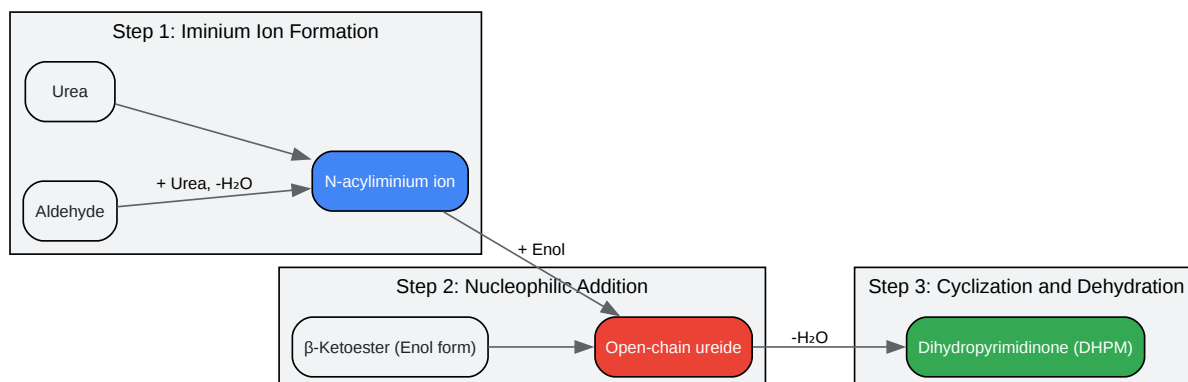 Step 1: Iminium Ion Formation
Urea
Aldehyde
+ Urea, -H₂O
N-acyliminium ion
+ Enol
Step 2: Nucleophilic Addition
β-Ketoester (Enol form)
Open-chain ureide
-H₂O
Step 3: Cyclization and Dehydration
Dihydropyrimidinone (DHPM)